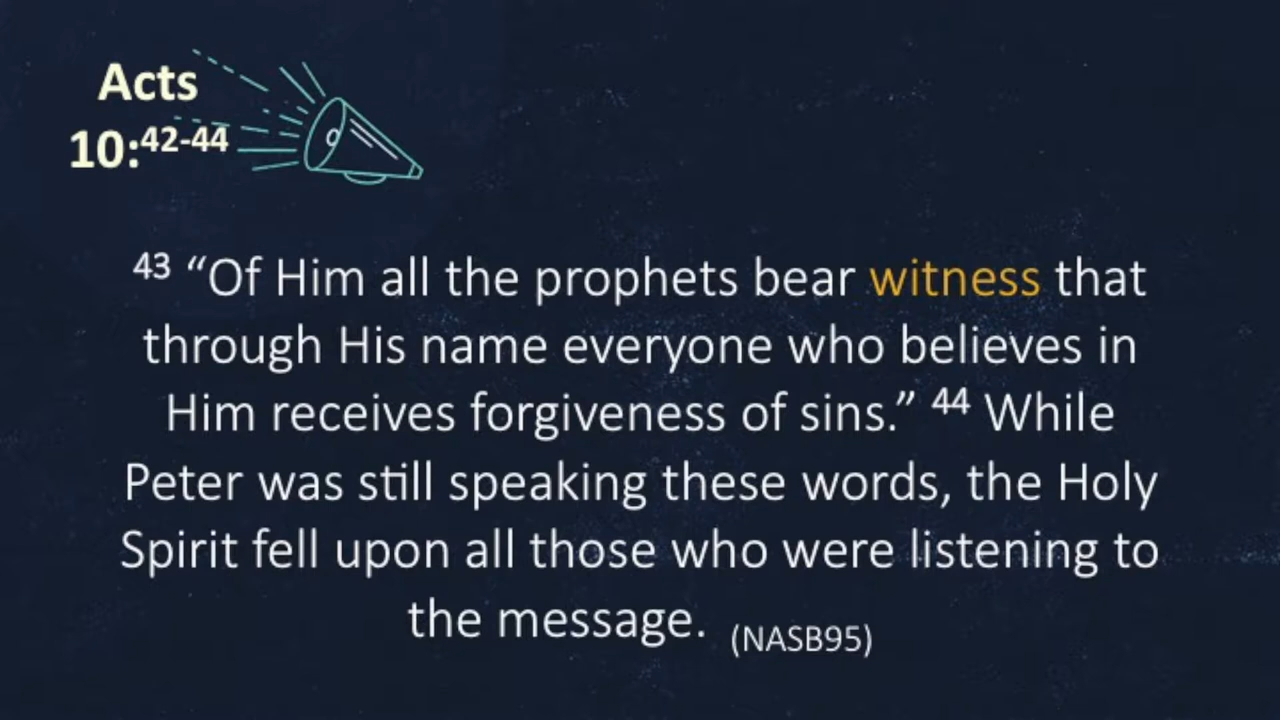 Acts
10:42-44
43 “Of Him all the prophets bear witness that
through His name everyone who believes in
Him receives forgiveness of sins.” 44 While
Peter was still speaking these words, the Holy
Spirit fell upon all those who were listening to
the message. (NASB95)